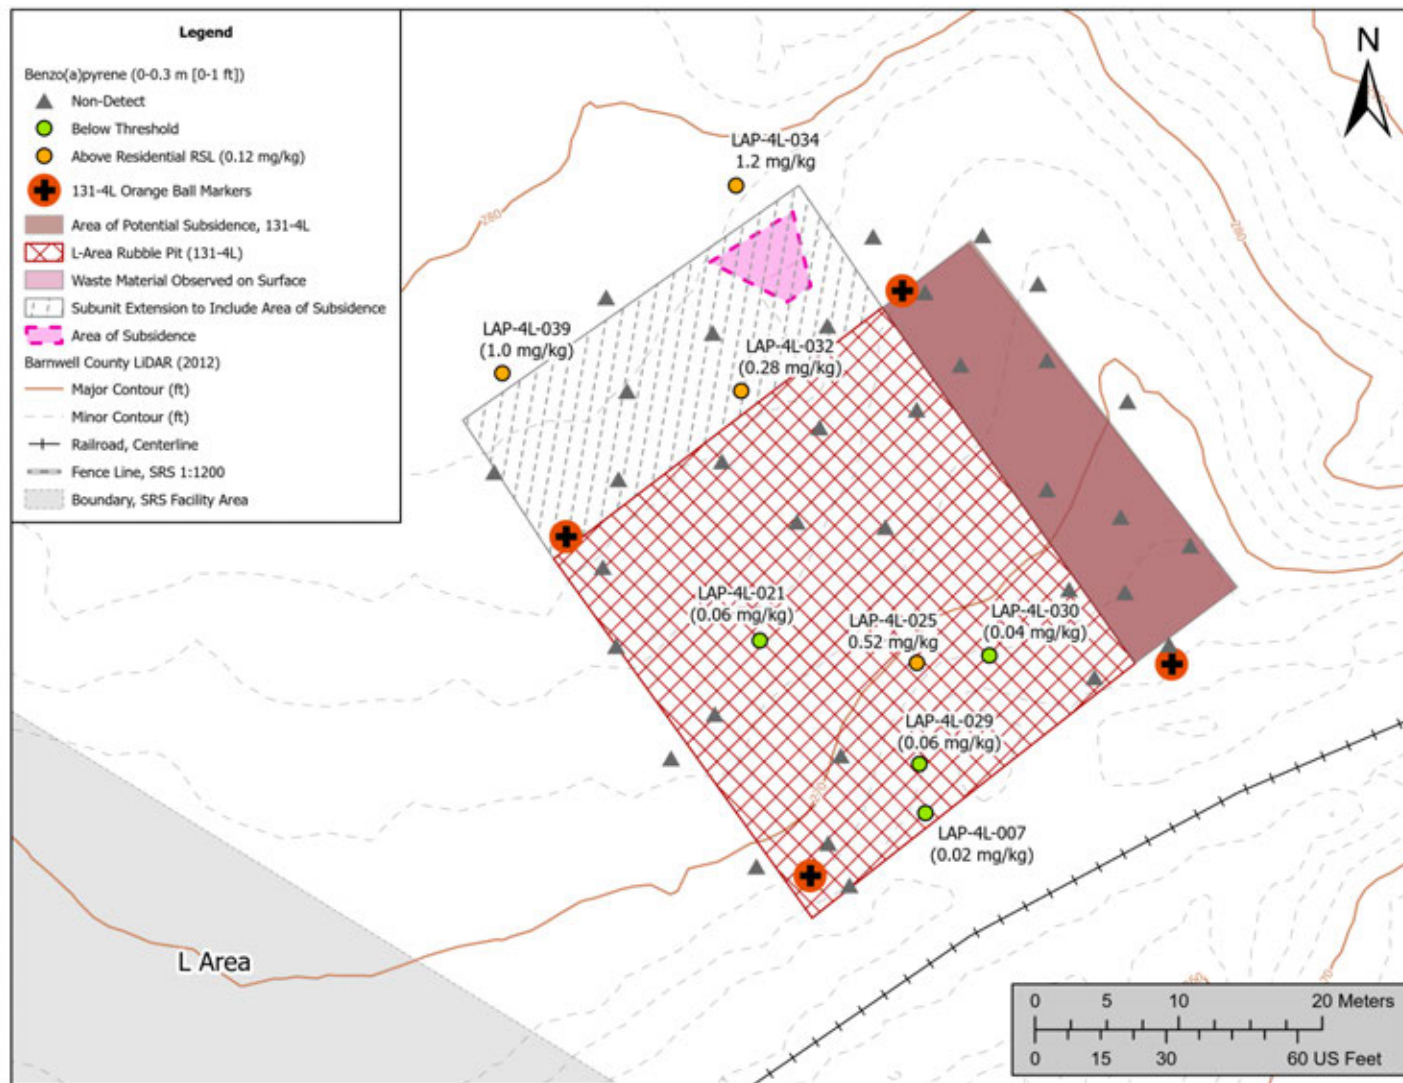 Legend
Benzo(a)pyrene (0-0.3 m [0-1 ft])
Non-Detect
Below Threshold
Above Residential RSL (0.12 mg/kg)
131-4L Orange Ball Markers
Area of Potential Subsidence, 131-4L
L-Area Rubble Pit (131-4L)
Waste Material Observed on Surface
Subunit Extension to Include Area of Subsidence
Area of Subsidence
Barnwell County LiDAR (2012)
Major Contour (ft)
Minor Contour (ft)
Railroad, Centerline
Fence Line, SRS 1:1200
Boundary, SRS Facility Area
N
LAP-4L-034
1.2 mg/kg
280
280
LAP-4L-039
(1.0 mg/kg)
LAP-4L-032
(0.28 mg/kg)
LAP-4L-021
(0.06 mg/kg)
LAP-4L-025
0.52 mg/kg
LAP-4L-030
(0.04 mg/kg)
LAP-4L-029
(0.06 mg/kg)
270
LAP-4L-007
(0.02 mg/kg)
L Area
0 5 10 20 Meters
0 15 30 60 US Feet